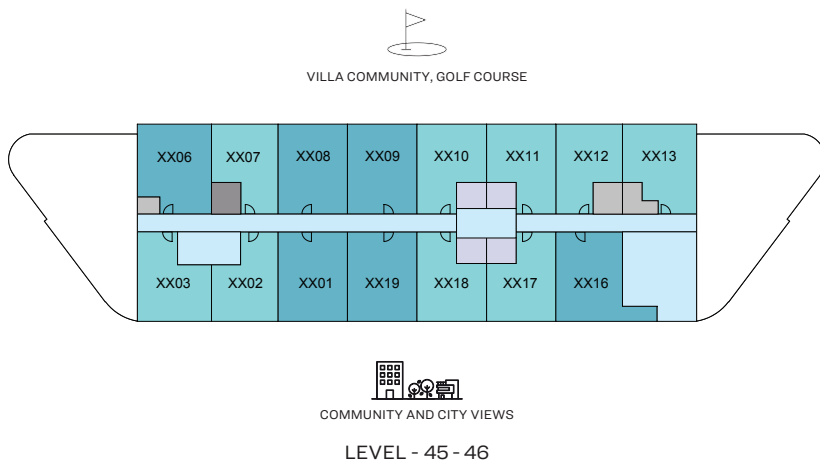 VILLA COMMUNITY, GOLF COURSE
XX06 XX07 XX08 XX09 XX10 XX11 XX12 XX13
XX03 XX02 XX01 XX19 XX18 XX17 XX16
COMMUNITY AND CITY VIEWS
LEVEL - 45 - 46